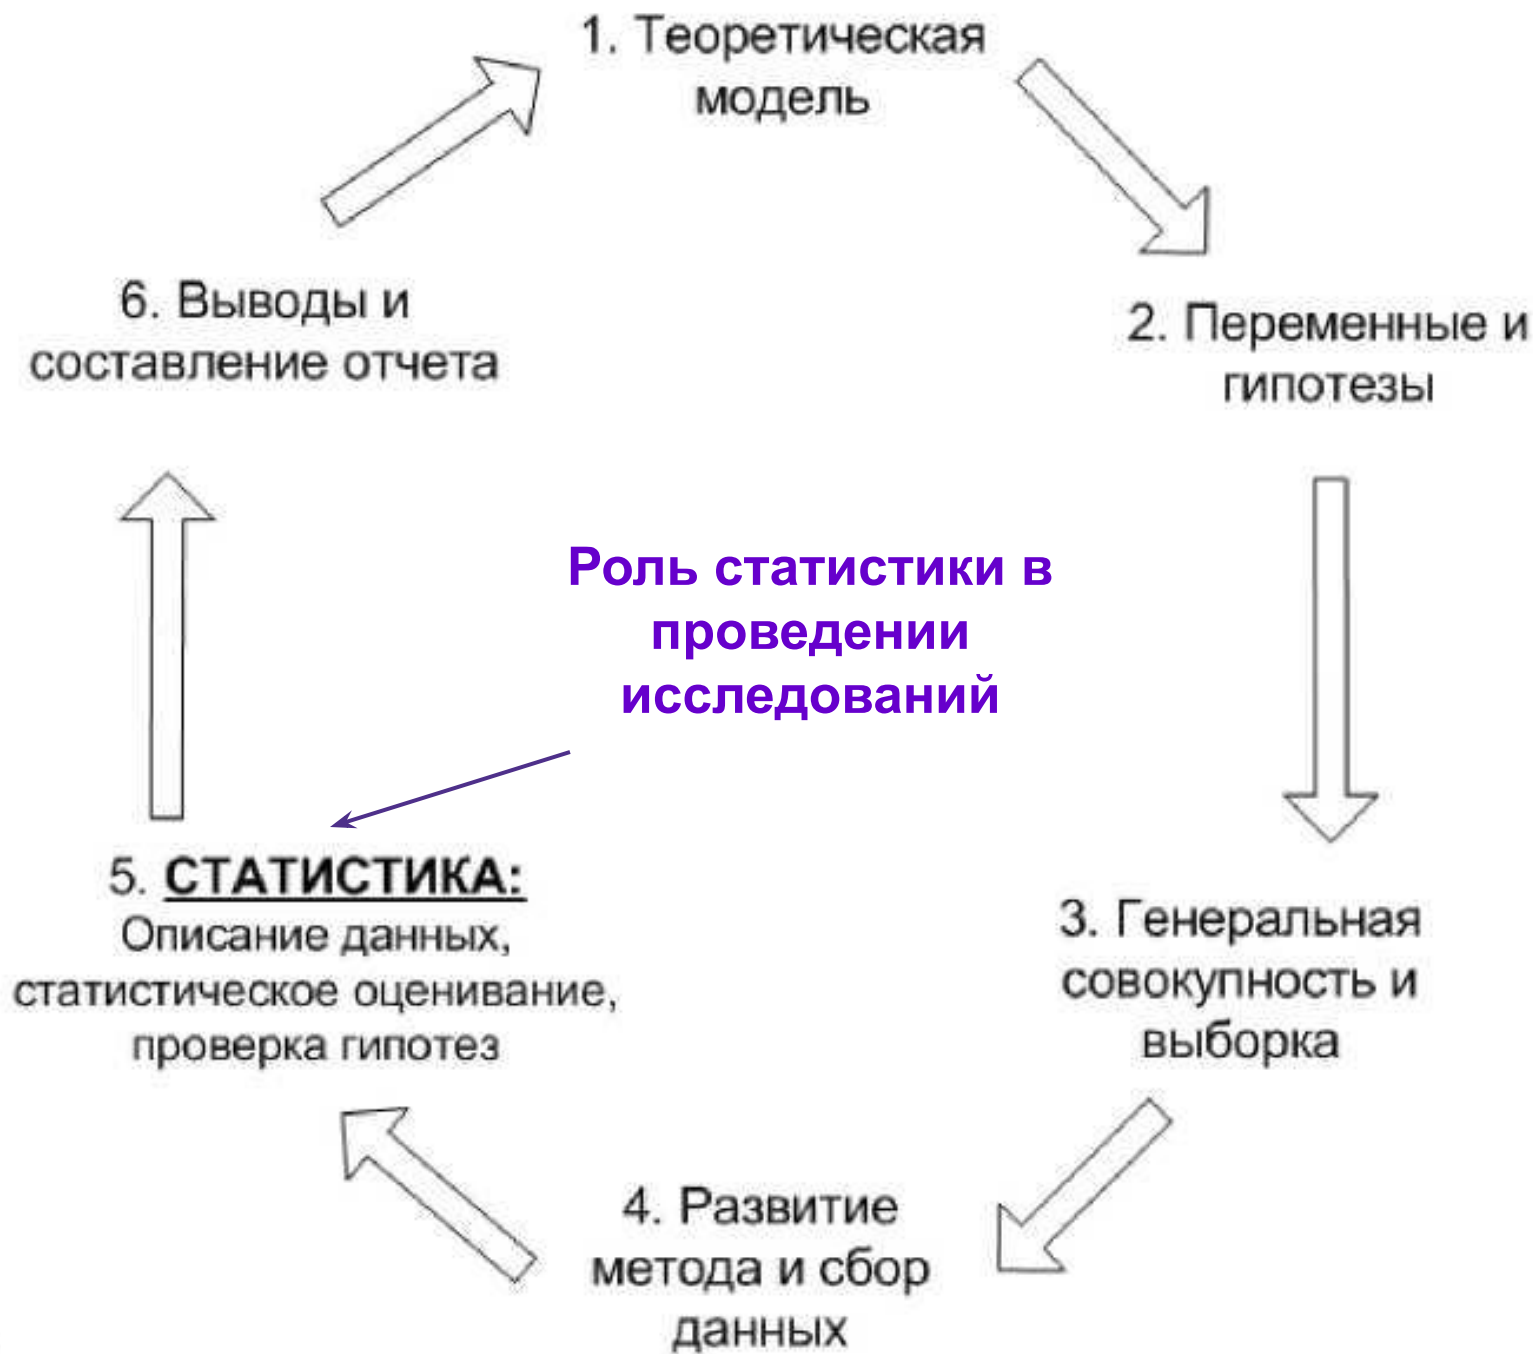 1. Теоретическая
модель
2. Переменные и
гипотезы
3. Генеральная
совокупность и
выборка
4. Развитие
метода и сбор
данных
5. СТАТИСТИКА:
Описание данных,
статистическое оценивание,
проверка гипотез
6. Выводы и
составление отчета
Роль статистики в
проведении
исследований